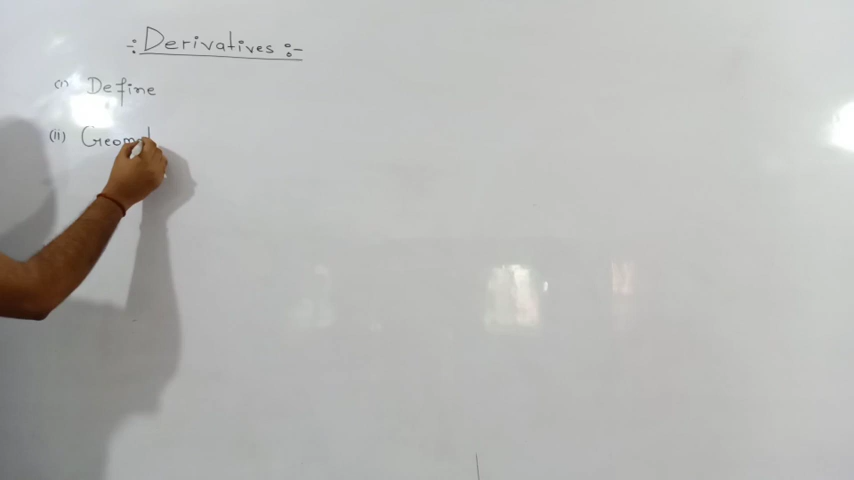 -: Derivatives :-
(i) Define
(ii) Geom